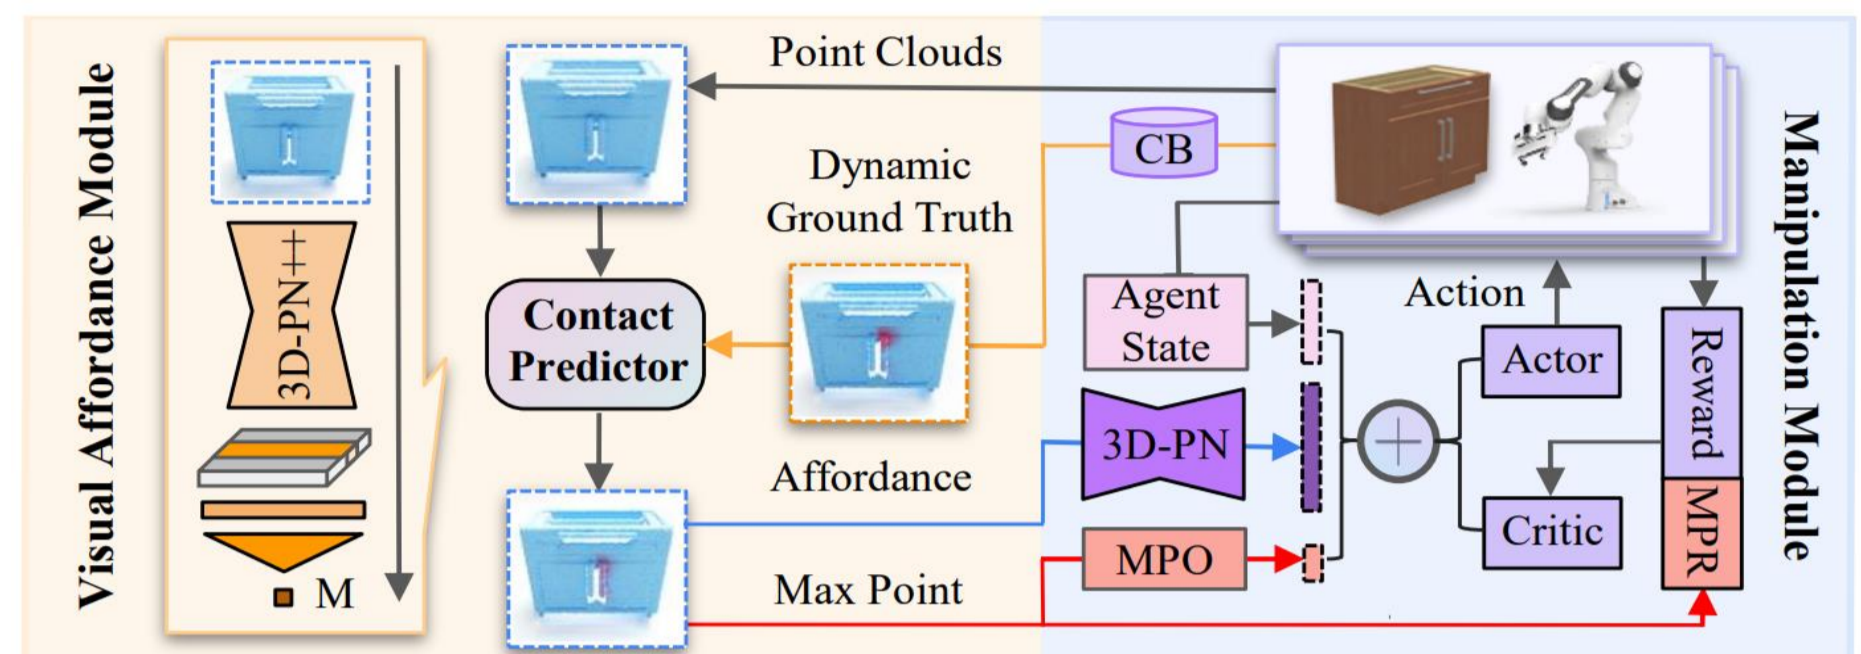 Visual Affordance Module
3D-PN++
M
Point Clouds
Dynamic
Ground Truth
Contact
Predictor
Affordance
Max Point
CB
Agent
State
3D-PN
MPO
Action
Actor
Critic
Reward
MPR
Manipulation Module